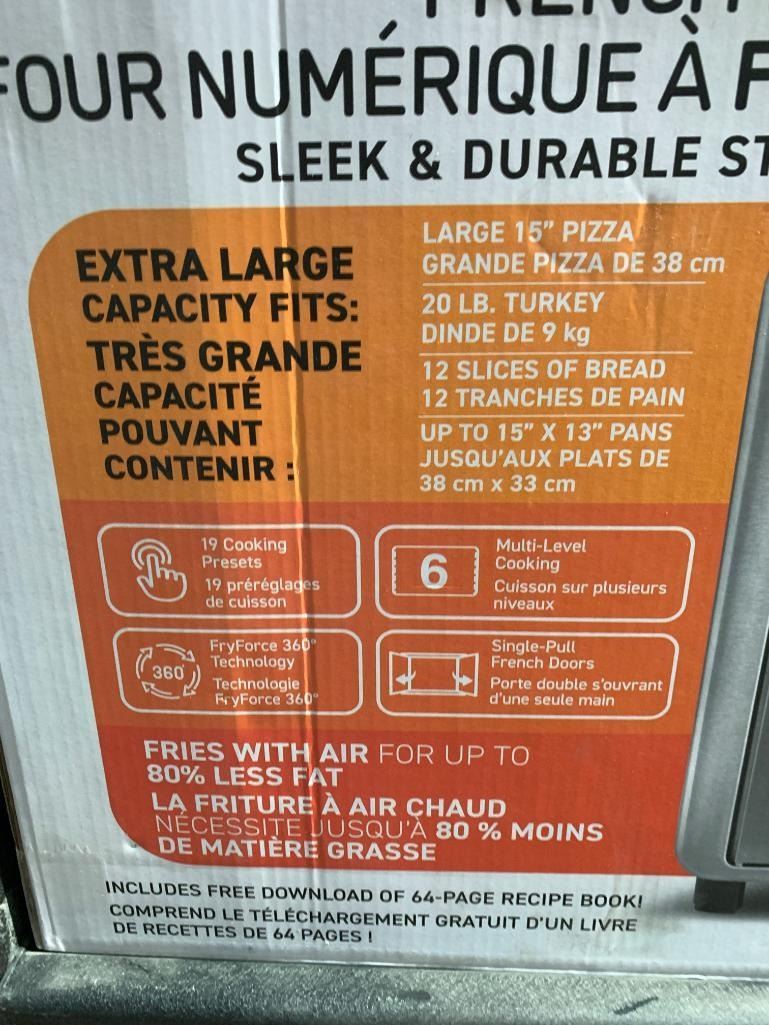 FOUR NUMÉRIQUE À
SLEEK & DURABLE
EXTRA LARGE
CAPACITY FITS:
TRÈS GRANDE
CAPACITÉ
POUVANT
CONTENIR :
LARGE 15" PIZZA
GRANDE PIZZA DE 38 cm
20 LB. TURKEY
DINDE DE 9 kg
12 SLICES OF BREAD
12 TRANCHES DE PAIN
UP TO 15" X 13" PANS
JUSQU'AUX PLATS DE
38 cm x 33 cm
19 Cooking
Presets
19 préréglages
de cuisson
6
Multi-Level
Cooking
Cuisson sur plusieurs
niveaux
360°
FryForce 360°
Technology
Technologie
FryForce 360°
Single-Pull
French Doors
Porte double s'ouvrant
d'une seule main
FRIES WITH AIR FOR UP TO
80% LESS FAT
LA FRITURE À AIR CHAUD
NÉCESSITE JUSQU'À 80 % MOINS
DE MATIÈRE GRASSE
INCLUDES FREE DOWNLOAD OF 64-PAGE RECIPE BOOK!
COMPREND LE TÉLÉCHARGEMENT GRATUIT D'UN LIVRE
DE RECETTES DE 64 PAGES !